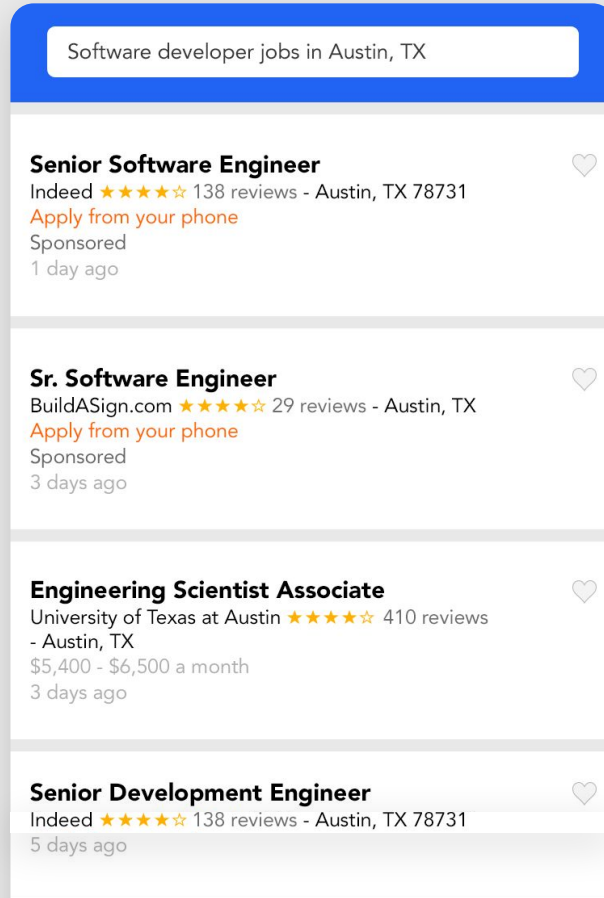 Software developer jobs in Austin, TX
Senior Software Engineer
Indeed ★★★★☆ 138 reviews - Austin, TX 78731
Apply from your phone
Sponsored
1 day ago
Sr. Software Engineer
BuildASign.com ★★★★☆ 29 reviews - Austin, TX
Apply from your phone
Sponsored
3 days ago
Engineering Scientist Associate
University of Texas at Austin ★★★★☆ 410 reviews
- Austin, TX
$5,400 - $6,500 a month
3 days ago
Senior Development Engineer
Indeed ★★★★☆ 138 reviews - Austin, TX 78731
5 days ago